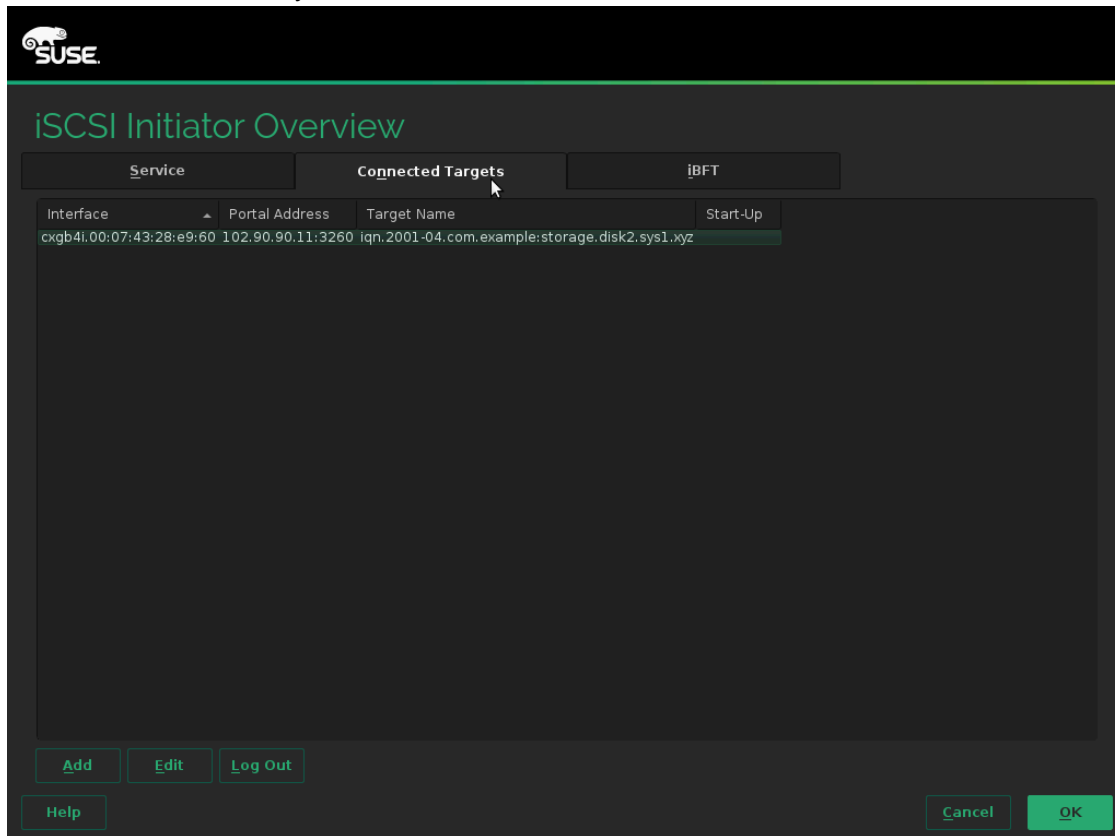 SUSE.
iSCSI Initiator Overview
Service Connected Targets iBFT
Interface Portal Address Target Name Start-Up
cxgb4i.00:07:43:28:e9:60 102.90.90.11:3260 iqn.2001-04.com.example:storage.disk2.sys1.xyz
Add Edit Log Out
Help Cancel OK